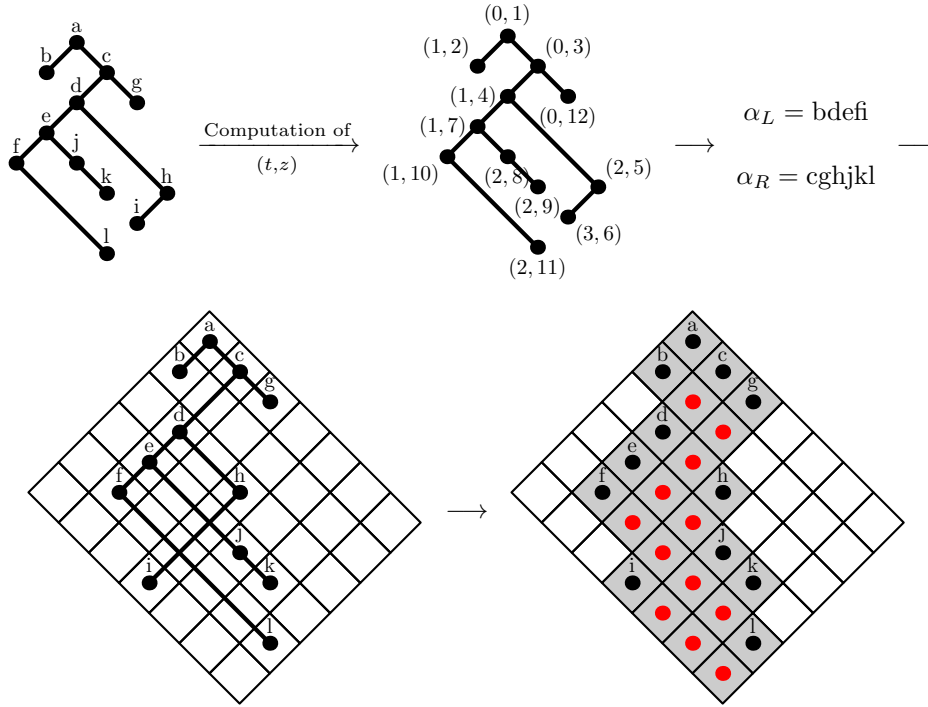 a
b
c
d
g
e
f
j
k
h
i
l
Computation of
(t,z)
(0, 1)
(1, 2)
(0, 3)
(1, 4)
(0, 12)
(1, 7)
(1, 10)
(2, 8)
(2, 5)
(2, 9)
(3, 6)
(2, 11)
α_L = bdefi
α_R = cghjkl
a
b
c
g
d
e
f
h
j
i
k
l
a
b
c
g
d
e
f
h
j
i
k
l